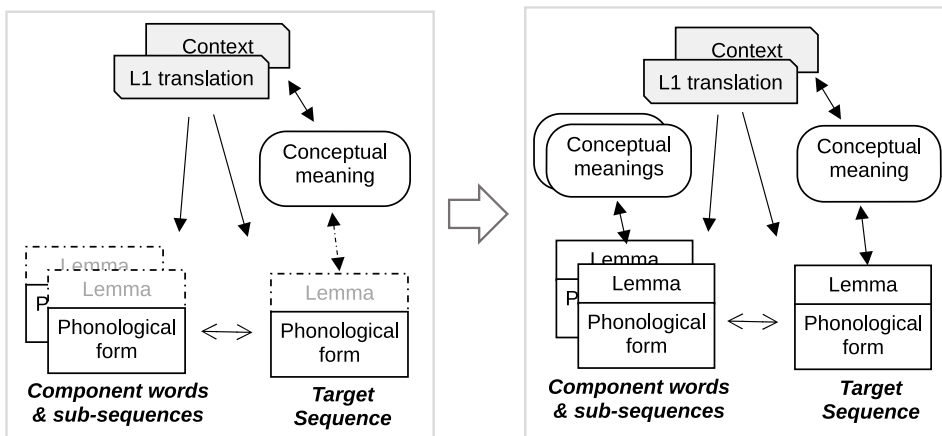 Context
L1 translation
Conceptual
meaning
Lemma
Lemma
P
Phonological
form
Component words
& sub-sequences
Lemma
Phonological
form
Target
Sequence
Context
L1 translation
Conceptual
meanings
Conceptual
meaning
Lemma
Lemma
P
Phonological
form
Component words
& sub-sequences
Lemma
Phonological
form
Target
Sequence